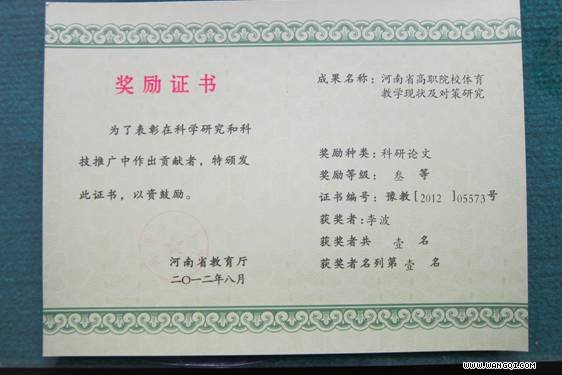 奖励证书
为了表彰在科学研究和科
技推广中作出贡献者，特颁发
此证书，以资鼓励。
河南省教育厅
二〇一二年八月
成果名称：河南省高职院校体育
教学现状及对策研究
奖励种类：科研论文
奖励等级：叁 等
证书编号：豫教[2012 ]05573号
获奖者：李波
获奖者共 壹 名
获奖者名列第壹 名
WWW.WANGQI.COM